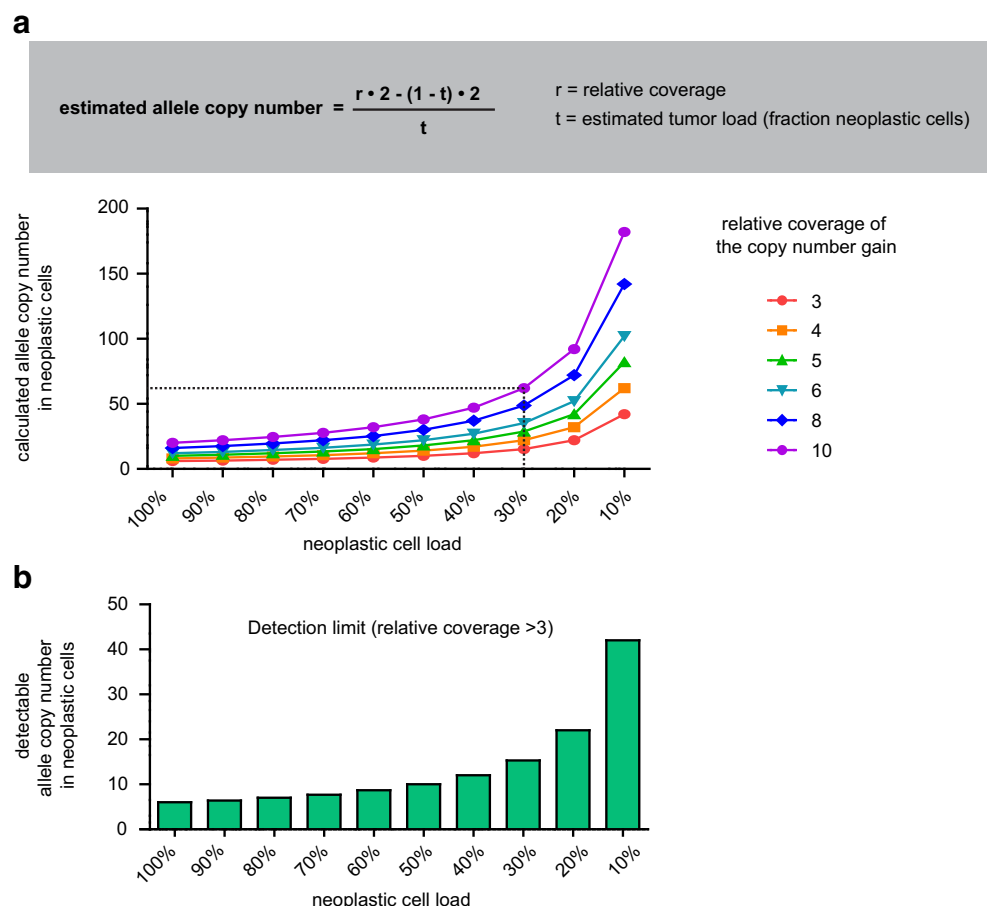 a
estimated allele copy number = r • 2 - (1 - t) • 2
t
r = relative coverage
t = estimated tumor load (fraction neoplastic cells)
calculated allele copy number
in neoplastic cells
200
150
100
50
0
100%
90%
80%
70%
60%
50%
40%
30%
20%
10%
neoplastic cell load
relative coverage of
the copy number gain
3
4
5
6
8
10
b
detectable
allele copy number
in neoplastic cells
50
40
30
20
10
0
Detection limit (relative coverage >3)
100%
90%
80%
70%
60%
50%
40%
30%
20%
10%
neoplastic cell load